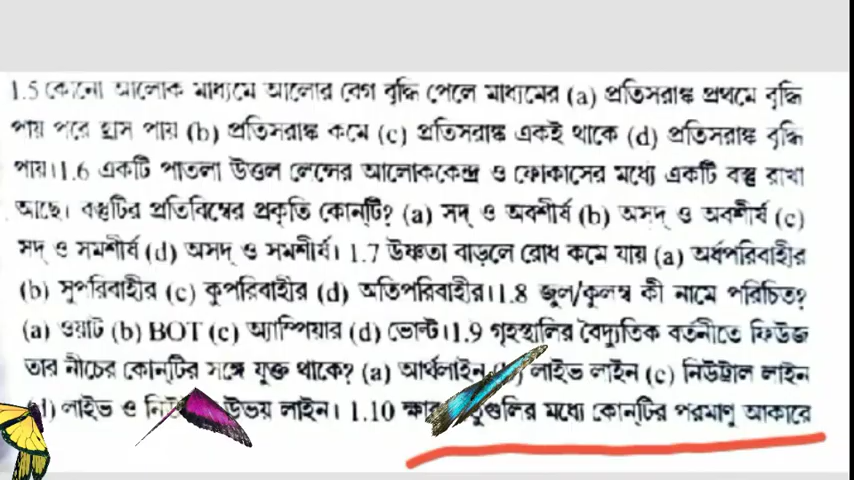 1.5 কোনো আলোক মাধ্যমে আলোর বেগ বৃদ্ধি পেলে মাধ্যমের (a) প্রতিসরাঙ্ক প্রথমে বৃদ্ধি
পায় পরে হ্রাস পায় (b) প্রতিসরাঙ্ক কমে (c) প্রতিসরাঙ্ক একই থাকে (d) প্রতিসরাঙ্ক বৃদ্ধি
পায়।1.6 একটি পাতলা উত্তল লেন্সের আলোককেন্দ্র ও ফোকাসের মধ্যে একটি বস্তু রাখা
আছে। বস্তুটির প্রতিবিম্বের প্রকৃতি কোন্‌টি? (a) সদ্ ও অবশীর্ষ (b) অসদ্ ও অবশীর্ষ (c)
সদ্ ও সমশীর্ষ (d) অসদ্ ও সমশীর্ষ। 1.7 উষ্ণতা বাড়লে রোধ কমে যায় (a) অর্ধপরিবাহীর
(b) সুপরিবাহীর (c) কুপরিবাহীর (d) অতিপরিবাহীর।1.8 জুল/কুলম্ব কী নামে পরিচিত?
(a) ওয়াট (b) BOT (c) অ্যাম্পিয়ার (d) ভোল্ট।1.9 গৃহস্থালির বৈদ্যুতিক বর্তনীতে ফিউজ
তার নীচের কোন্‌টির সঙ্গে যুক্ত থাকে? (a) আর্থলাইন লাইভ লাইন (c) নিউট্রাল লাইন
লাইভ ও উভয় লাইন। 1.10 মধ্যে কোন্‌টির পরমাণু আকারে